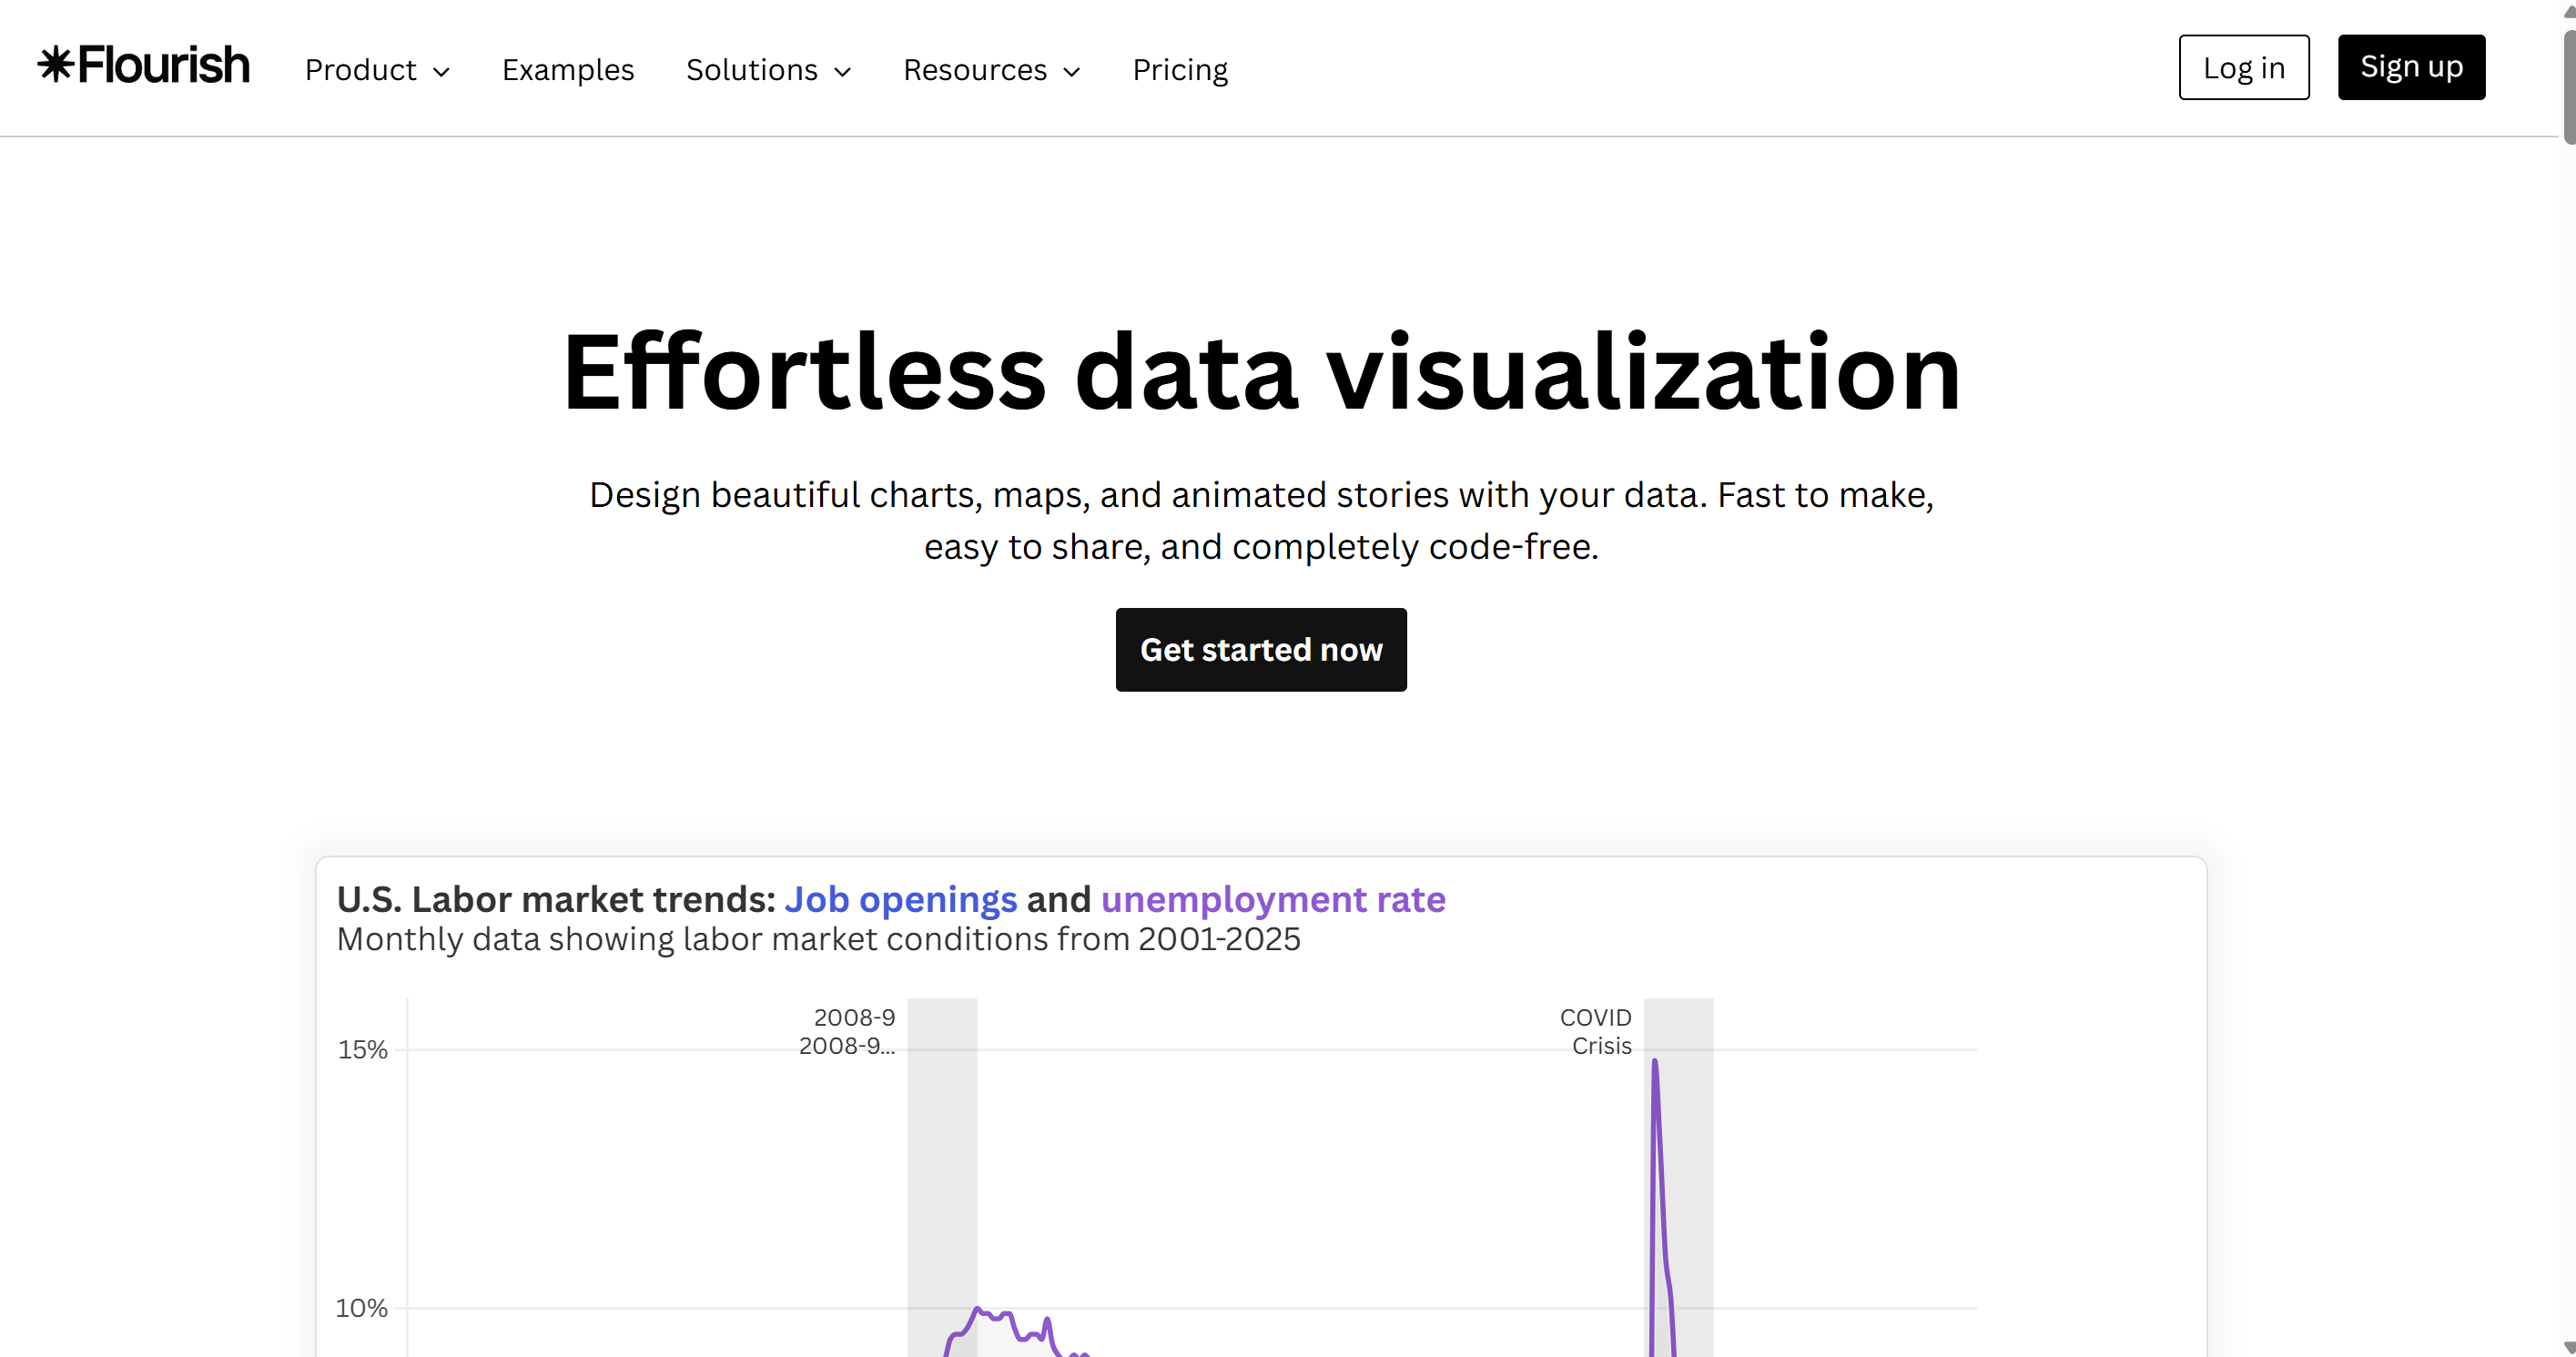 Flourish
Product
Examples
Solutions
Resources
Pricing
Log in
Sign up
Effortless data visualization
Design beautiful charts, maps, and animated stories with your data. Fast to make,
easy to share, and completely code-free.
Get started now
U.S. Labor market trends: Job openings and unemployment rate
Monthly data showing labor market conditions from 2001-2025
2008-9
2008-9...
COVID
Crisis
15%
10%